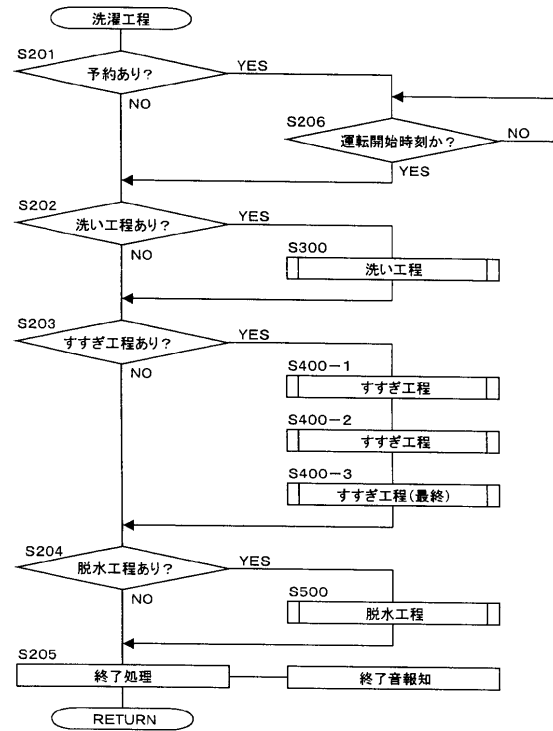 洗濯工程
S201
予約あり?
YES
NO
S206
運転開始時刻か?
NO
YES
S202
洗い工程あり?
YES
NO
S300
洗い工程
S203
すすぎ工程あり?
YES
NO
S400-1
すすぎ工程
S400-2
すすぎ工程
S400-3
すすぎ工程(最終)
S204
脱水工程あり?
YES
NO
S500
脱水工程
S205
終了処理
終了音報知
RETURN